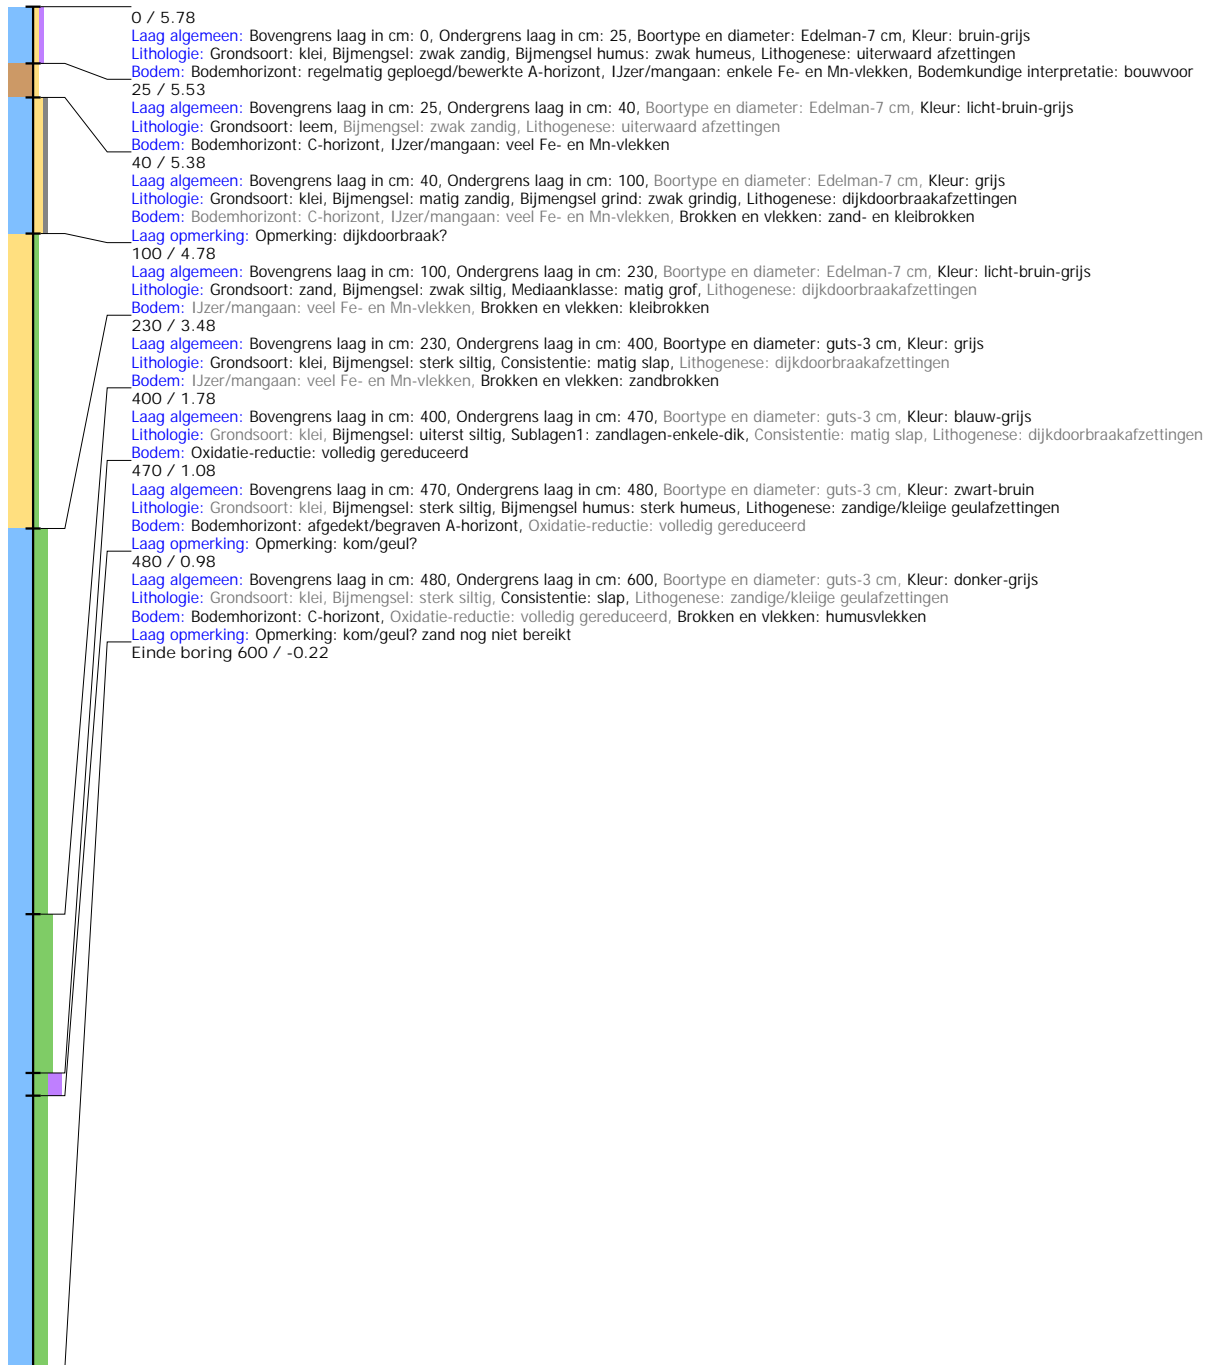 0 / 5.78
Laag algemeen: Bovengrens laag in cm: 0, Ondergrens laag in cm: 25, Boortype en diameter: Edelman-7 cm, Kleur: bruin-grijs
Lithologie: Grondsoort: klei, Bijmengsel: zwak zandig, Bijmengsel humus: zwak humeus, Lithogenese: uiterwaard afzettingen
Bodem: Bodemhorizont: regelmatig geploegd/bewerkte A-horizont, IJzer/mangaan: enkele Fe- en Mn-vlekken, Bodemkundige interpretatie: bouwvoor
25 / 5.53
Laag algemeen: Bovengrens laag in cm: 25, Ondergrens laag in cm: 40, Boortype en diameter: Edelman-7 cm, Kleur: licht-bruin-grijs
Lithologie: Grondsoort: leem, Bijmengsel: zwak zandig, Lithogenese: uiterwaard afzettingen
Bodem: Bodemhorizont: C-horizont, IJzer/mangaan: veel Fe- en Mn-vlekken
40 / 5.38
Laag algemeen: Bovengrens laag in cm: 40, Ondergrens laag in cm: 100, Boortype en diameter: Edelman-7 cm, Kleur: grijs
Lithologie: Grondsoort: klei, Bijmengsel: matig zandig, Bijmengsel grind: zwak grindig, Lithogenese: dijkdoorbraakafzettingen
Bodem: Bodemhorizont: C-horizont, IJzer/mangaan: veel Fe- en Mn-vlekken, Brokken en vlekken: zand- en kleibrokken
Laag opmerking: Opmerking: dijkdoorbraak?
100 / 4.78
Laag algemeen: Bovengrens laag in cm: 100, Ondergrens laag in cm: 230, Boortype en diameter: Edelman-7 cm, Kleur: licht-bruin-grijs
Lithologie: Grondsoort: zand, Bijmengsel: zwak siltig, Mediaanklasse: matig grof, Lithogenese: dijkdoorbraakafzettingen
Bodem: IJzer/mangaan: veel Fe- en Mn-vlekken, Brokken en vlekken: kleibrokken
230 / 3.48
Laag algemeen: Bovengrens laag in cm: 230, Ondergrens laag in cm: 400, Boortype en diameter: guts-3 cm, Kleur: grijs
Lithologie: Grondsoort: klei, Bijmengsel: sterk siltig, Consistentie: matig slap, Lithogenese: dijkdoorbraakafzettingen
Bodem: IJzer/mangaan: veel Fe- en Mn-vlekken, Brokken en vlekken: zandbrokken
400 / 1.78
Laag algemeen: Bovengrens laag in cm: 400, Ondergrens laag in cm: 470, Boortype en diameter: guts-3 cm, Kleur: blauw-grijs
Lithologie: Grondsoort: klei, Bijmengsel: uiterst siltig, Sublagen1: zandlagen-enkele-dik, Consistentie: matig slap, Lithogenese: dijkdoorbraakafzettingen
Bodem: Oxidatie-reductie: volledig gereduceerd
470 / 1.08
Laag algemeen: Bovengrens laag in cm: 470, Ondergrens laag in cm: 480, Boortype en diameter: guts-3 cm, Kleur: zwart-bruin
Lithologie: Grondsoort: klei, Bijmengsel: sterk siltig, Bijmengsel humus: sterk humeus, Lithogenese: zandige/kleiige geulafzettingen
Bodem: Bodemhorizont: afgedekt/begraven A-horizont, Oxidatie-reductie: volledig gereduceerd
Laag opmerking: Opmerking: kom/geul?
480 / 0.98
Laag algemeen: Bovengrens laag in cm: 480, Ondergrens laag in cm: 600, Boortype en diameter: guts-3 cm, Kleur: donker-grijs
Lithologie: Grondsoort: klei, Bijmengsel: sterk siltig, Consistentie: slap, Lithogenese: zandige/kleiige geulafzettingen
Bodem: Bodemhorizont: C-horizont, Oxidatie-reductie: volledig gereduceerd, Brokken en vlekken: humusvlekken
Laag opmerking: Opmerking: kom/geul? zand nog niet bereikt
Einde boring 600 / -0.22